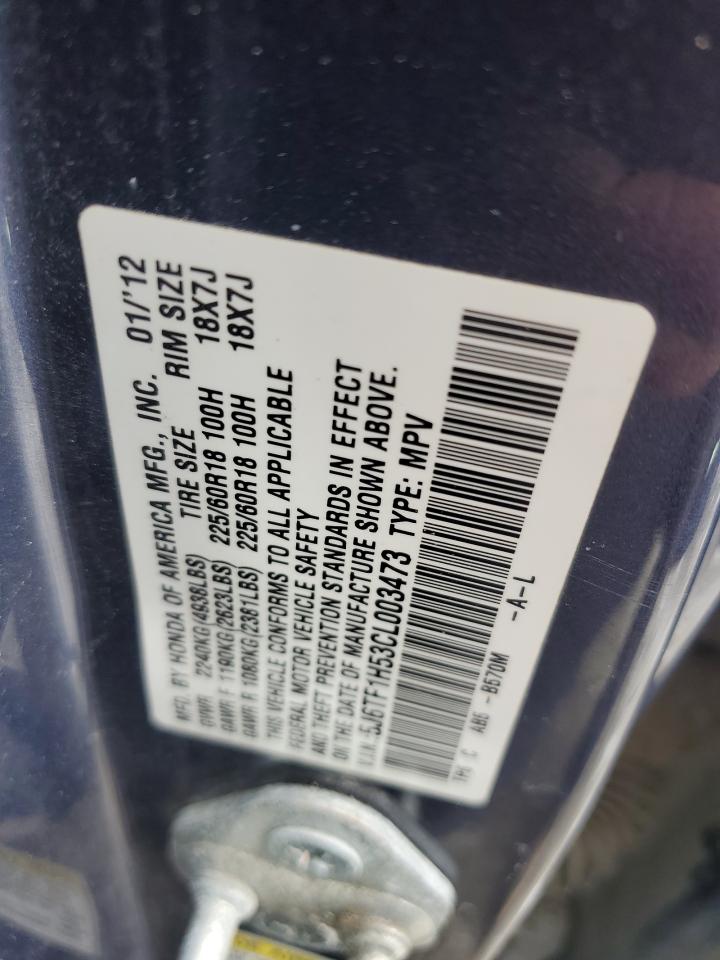 MFD. BY HONDA OF AMERICA MFG., INC. 01/'12
TIRE SIZE RIM SIZE
GVWR 2240KG(4938LBS)
GAWR F 1190KG(2623LBS) 225/60R18 100H 18X7J
GAWR R 1080KG(2381LBS) 225/60R18 100H 18X7J
THIS VEHICLE CONFORMS TO ALL APPLICABLE
FEDERAL MOTOR VEHICLE SAFETY
AND THEFT PREVENTION STANDARDS IN EFFECT
ON THE DATE OF MANUFACTURE SHOWN ABOVE.
V.I.N.:5J6TF1H53CL003473 TYPE: MPV
C -B570M -A-L